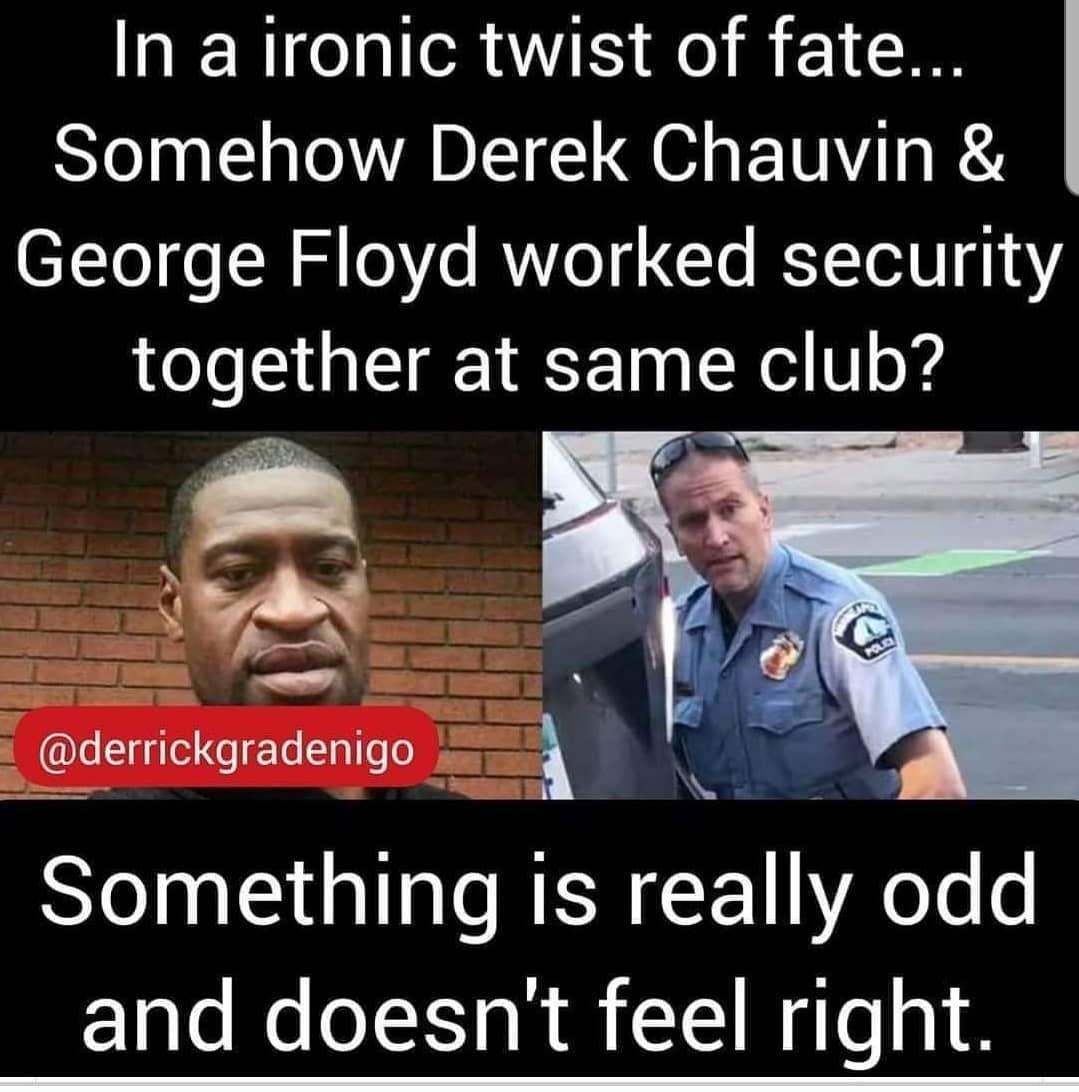 In a ironic twist of fate...
Somehow Derek Chauvin &
George Floyd worked security
together at same club?
@derrickgradenigo
POLICE
Something is really odd
and doesn't feel right.